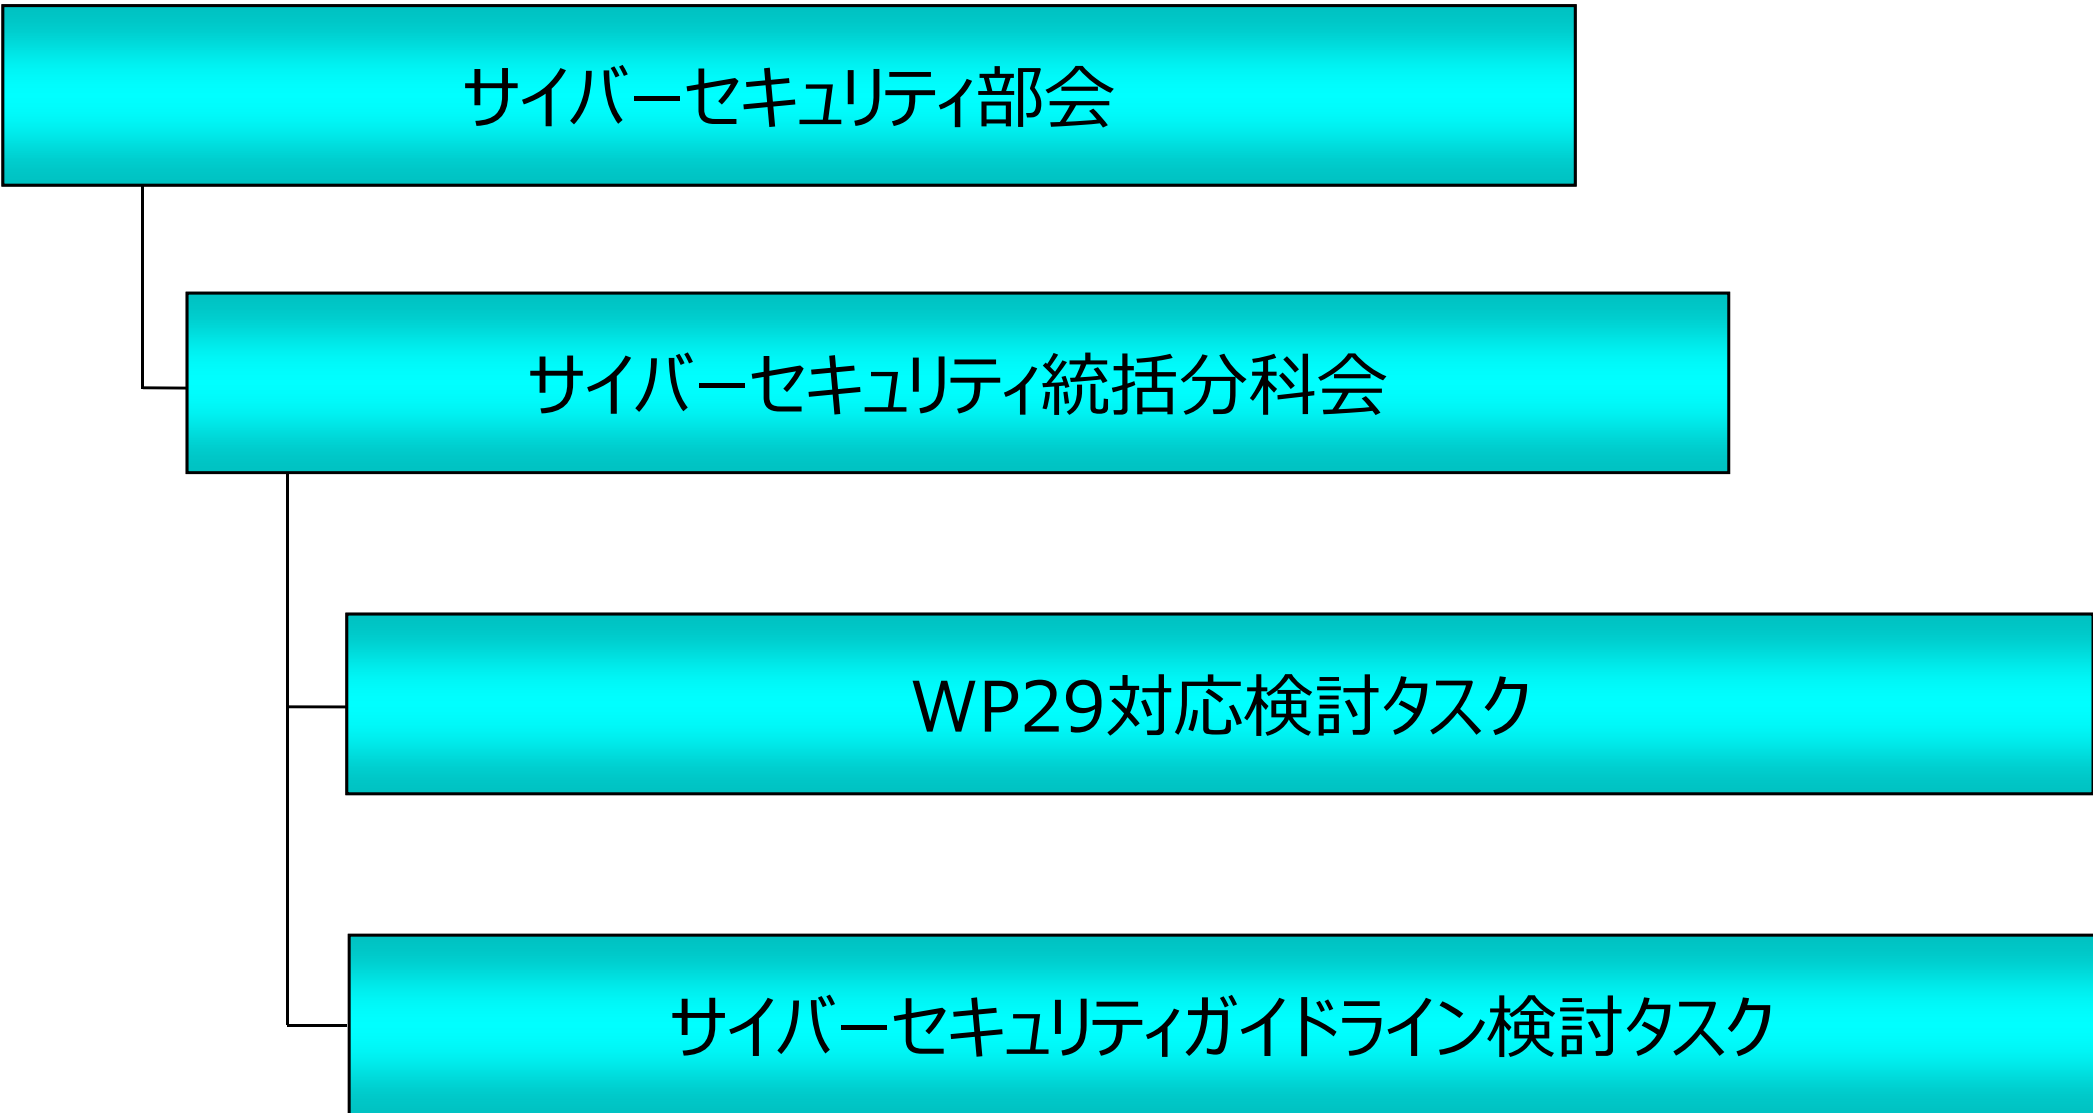 サイバーセキュリティ部会
サイバーセキュリティ統括分科会
WP29対応検討タスク
サイバーセキュリティガイドライン検討タスク